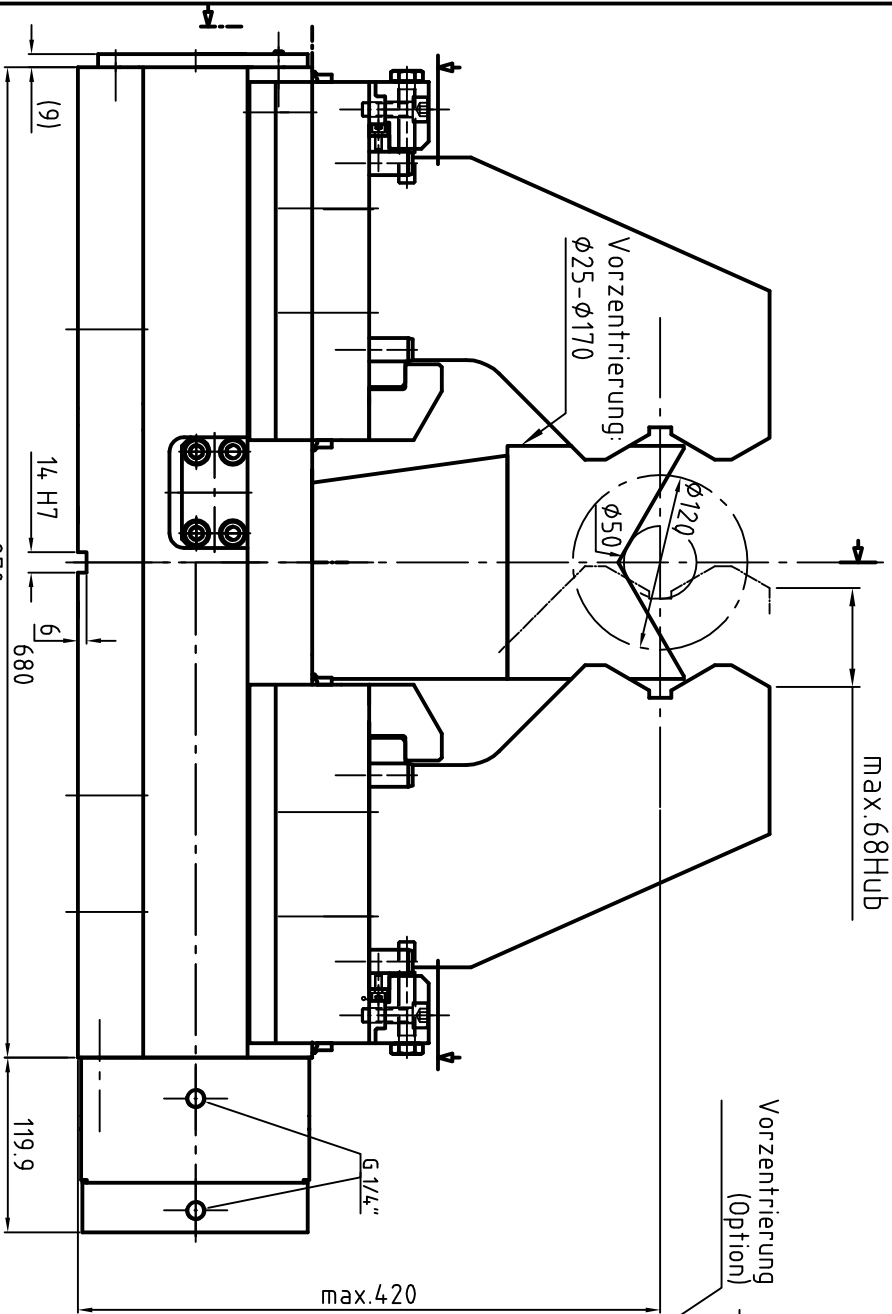 max.68Hub
Vorzentrierung
(Option)
Vorzentrierung:
ϕ25-ϕ170
ϕ120
ϕ50
G 1/4"
(9)
14 H7
6
680
119.9
max.420